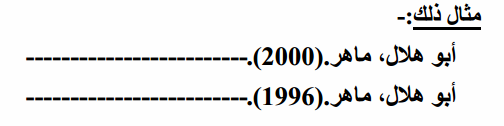 مثال ذلك:-
أبو هلال، ماهر.(2000).-------------------------
أبو هلال، ماهر.(1996).-------------------------